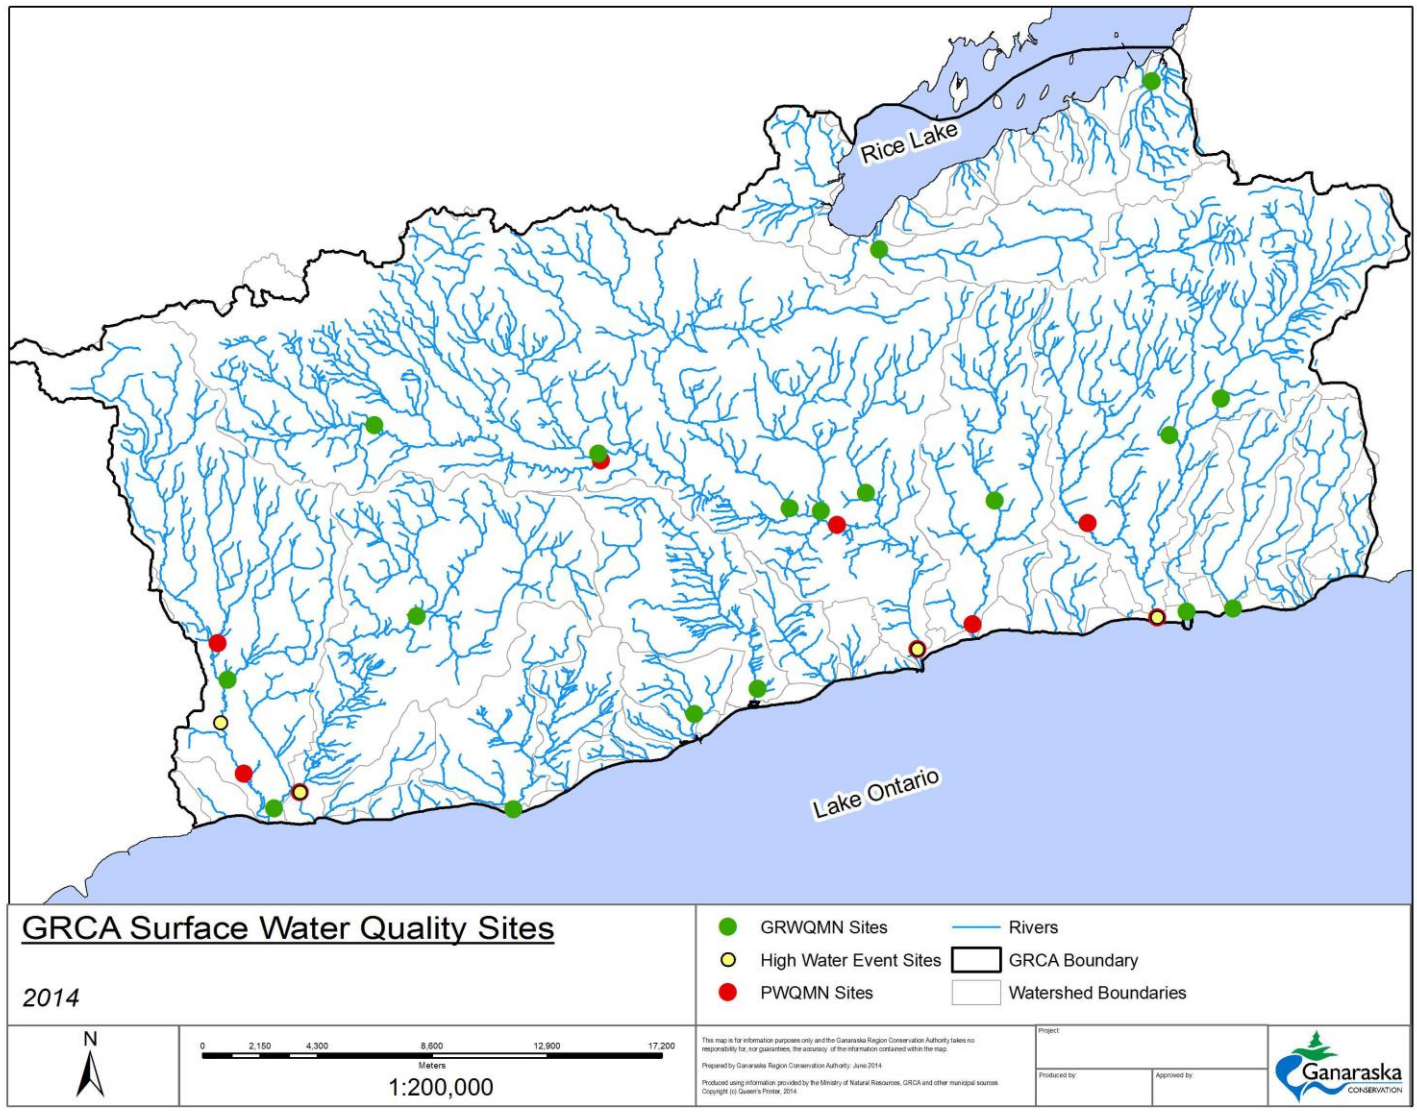 Rice Lake
Lake Ontario
GRCA Surface Water Quality Sites
2014
GRWQMN Sites
High Water Event Sites
PWQMN Sites
Rivers
GRCA Boundary
Watershed Boundaries
N
0 2,150 4,300 8,600 12,900 17,200
Meters
1:200,000
This map is for information purposes only and the Ganaraska Region Conservation Authority takes no
responsibility for, nor guarantees, the accuracy of the information contained within the map.
Prepared by Ganaraska Region Conservation Authority: June 2014.
Produced using information provided by the Ministry of Natural Resources, GRCA and other municipal sources
Copyright (c) Queen's Printer, 2014
Project:
Produced by:
Approved by:
Ganaraska
CONSERVATION